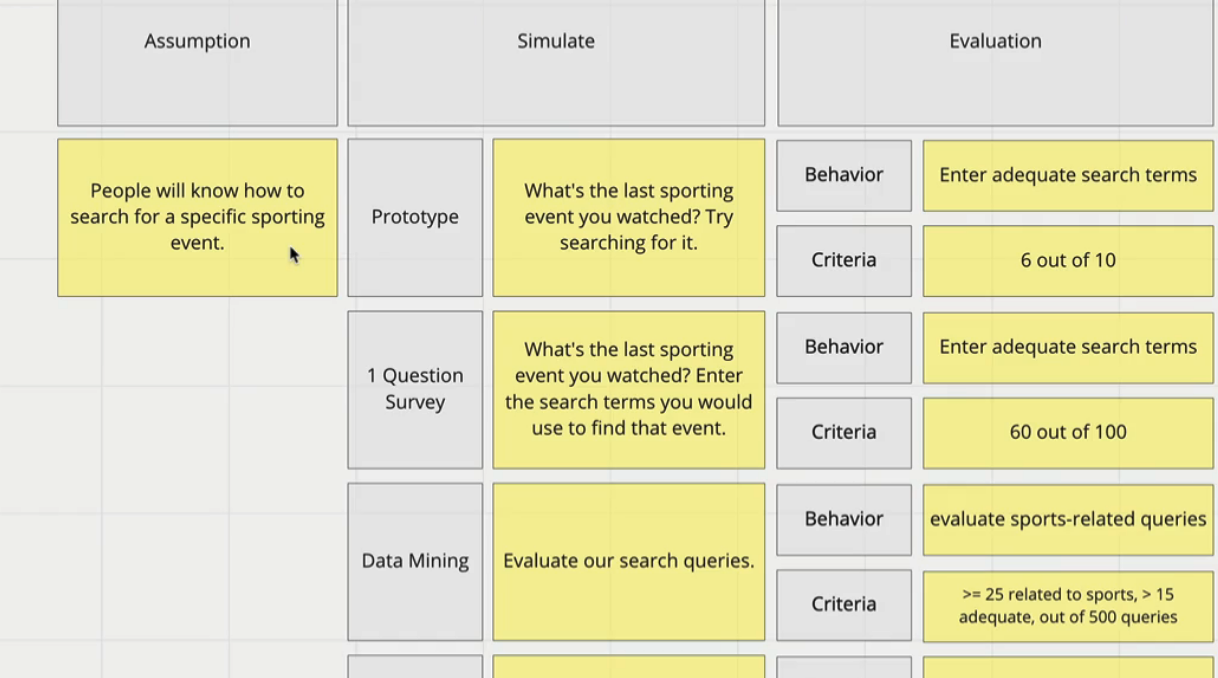 Assumption
Simulate
Evaluation
People will know how to
search for a specific sporting
event.
Prototype
What's the last sporting
event you watched? Try
searching for it.
Behavior
Enter adequate search terms
Criteria
6 out of 10
1 Question
Survey
What's the last sporting
event you watched? Enter
the search terms you would
use to find that event.
Behavior
Enter adequate search terms
Criteria
60 out of 100
Data Mining
Evaluate our search queries.
Behavior
evaluate sports-related queries
Criteria
>= 25 related to sports, > 15
adequate, out of 500 queries